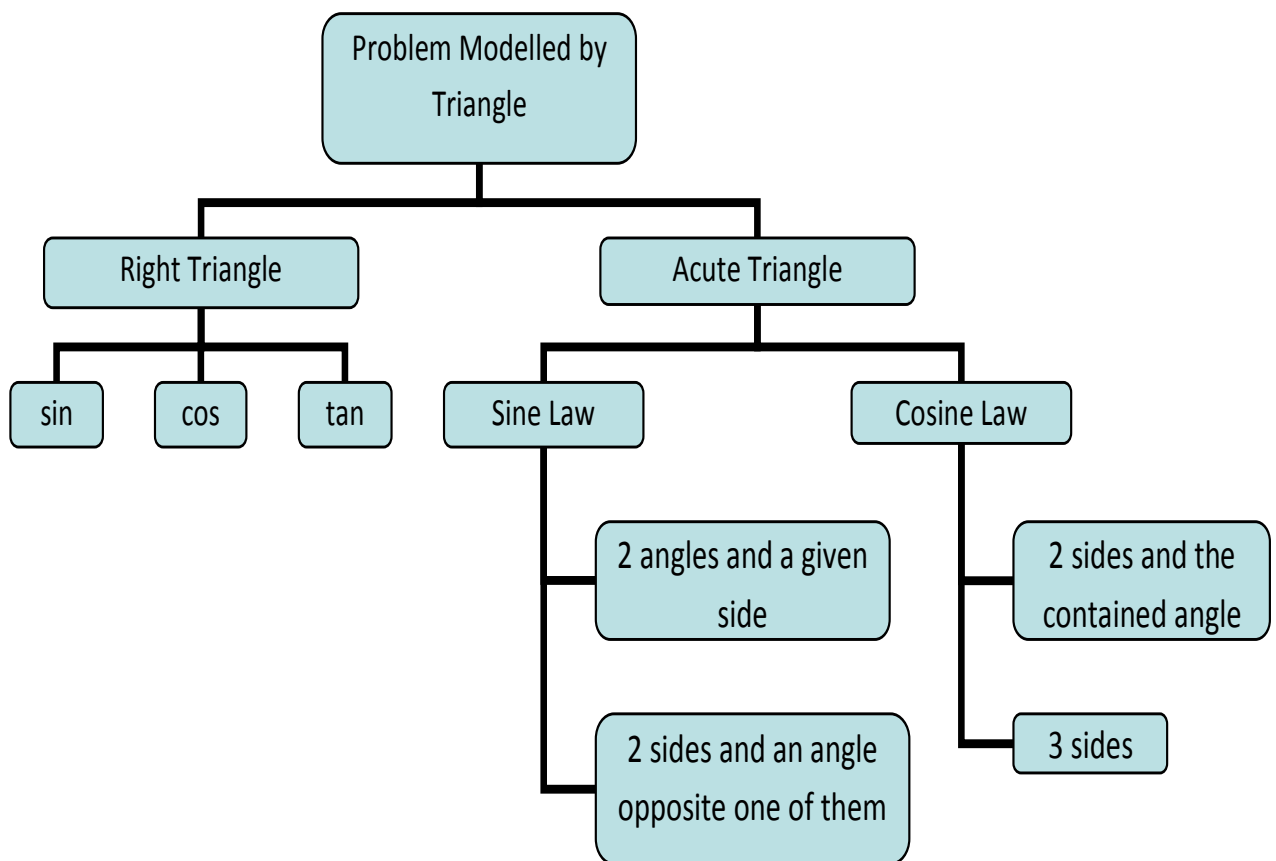 Problem Modelled by
Triangle
Right Triangle
Acute Triangle
sin
cos
tan
Sine Law
Cosine Law
2 angles and a given
side
2 sides and the
contained angle
2 sides and an angle
opposite one of them
3 sides